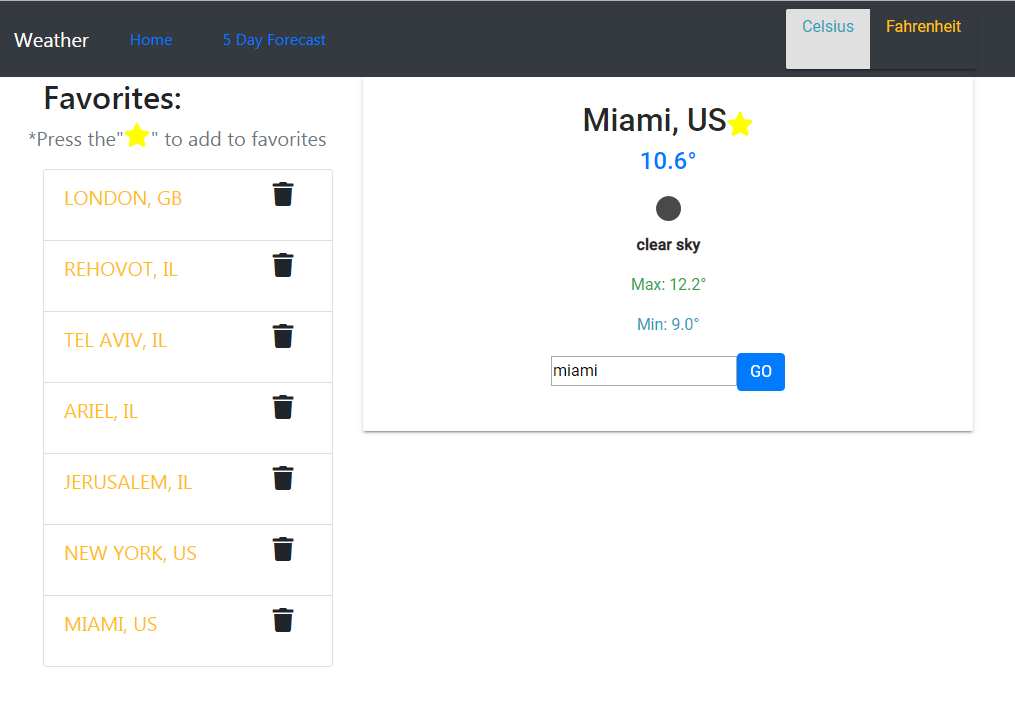 Weather Home 5 Day Forecast Celsius Fahrenheit
Favorites:
*Press the"" to add to favorites
LONDON, GB
REHOVOT, IL
TEL AVIV, IL
ARIEL, IL
JERUSALEM, IL
NEW YORK, US
MIAMI, US
Miami, US
10.6°
clear sky
Max: 12.2°
Min: 9.0°
miami GO